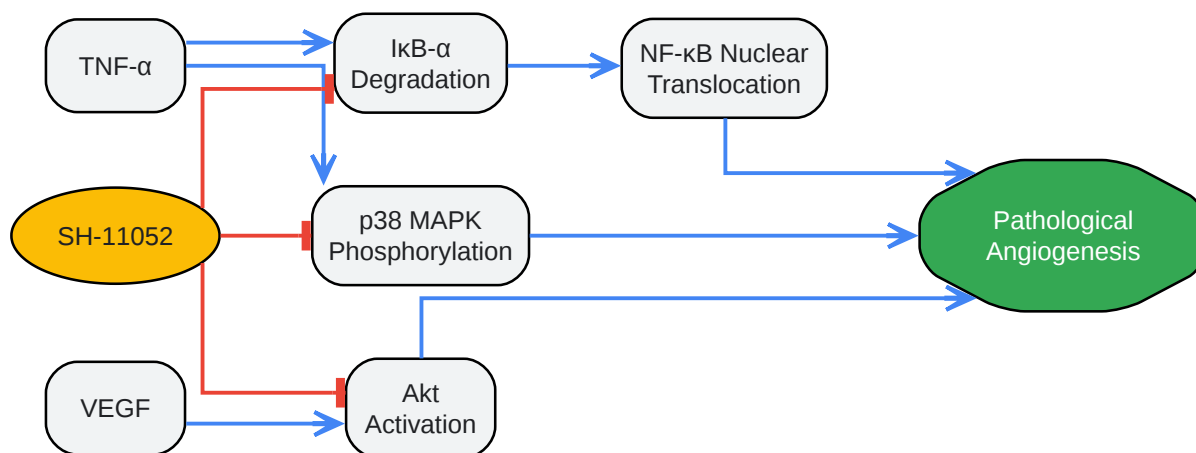 TNF-α
IκB-α
Degradation
NF-κB Nuclear
Translocation
SH-11052
p38 MAPK
Phosphorylation
Pathological
Angiogenesis
VEGF
Akt
Activation